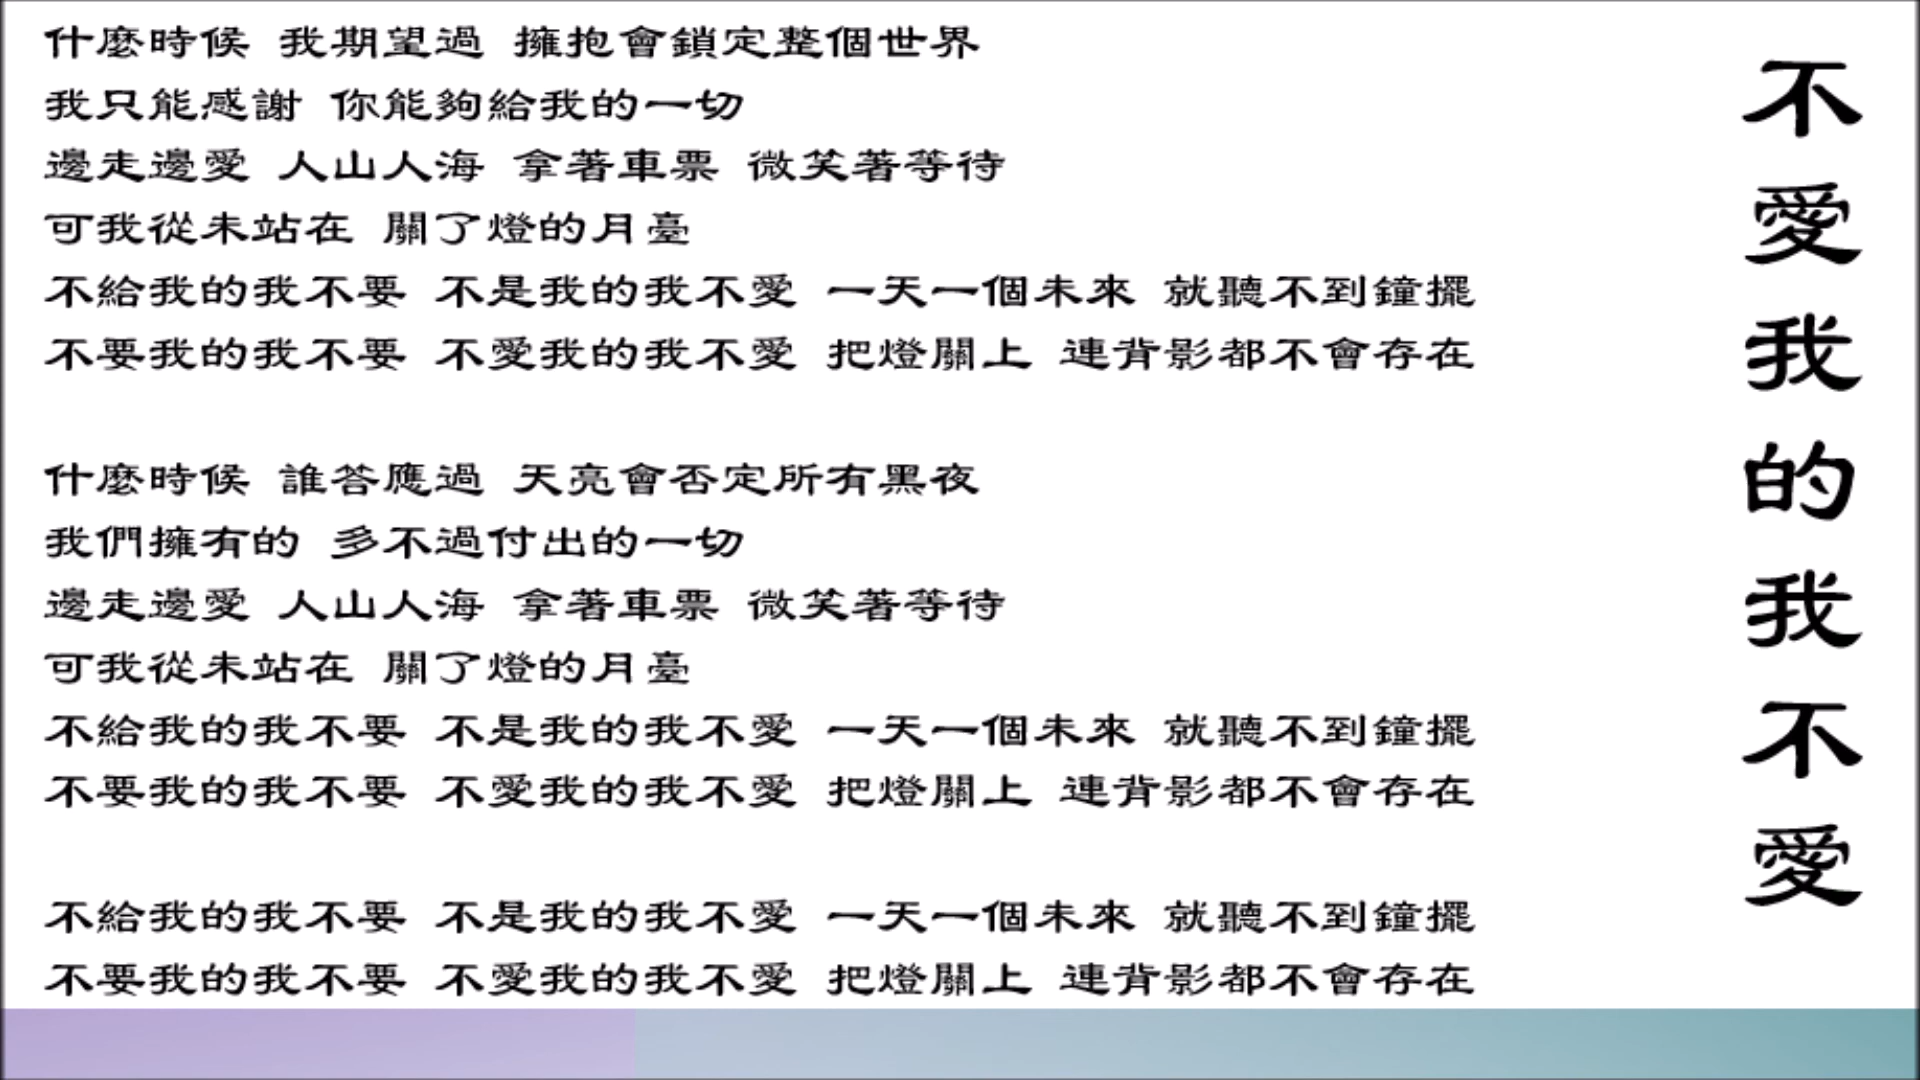 不愛我的我不愛
什麼時候 我期望過 擁抱會鎖定整個世界
我只能感謝 你能夠給我的一切
邊走邊愛 人山人海 拿著車票 微笑著等待
可我從未站在 關了燈的月臺
不給我的我不要 不是我的我不愛 一天一個未來 就聽不到鐘擺
不要我的我不要 不愛我的我不愛 把燈關上 連背影都不會存在
什麼時候 誰答應過 天亮會否定所有黑夜
我們擁有的 多不過付出的一切
邊走邊愛 人山人海 拿著車票 微笑著等待
可我從未站在 關了燈的月臺
不給我的我不要 不是我的我不愛 一天一個未來 就聽不到鐘擺
不要我的我不要 不愛我的我不愛 把燈關上 連背影都不會存在
不給我的我不要 不是我的我不愛 一天一個未來 就聽不到鐘擺
不要我的我不要 不愛我的我不愛 把燈關上 連背影都不會存在